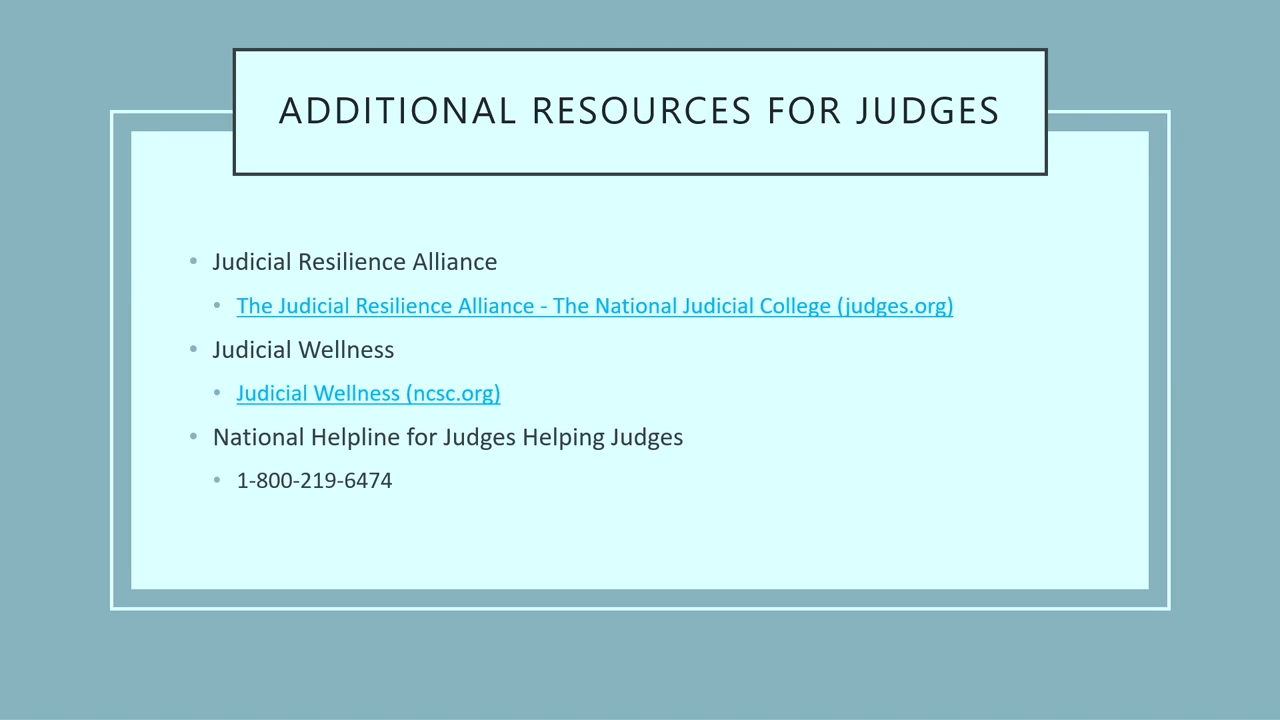 ADDITIONAL RESOURCES FOR JUDGES
• Judicial Resilience Alliance
• The Judicial Resilience Alliance - The National Judicial College (judges.org)
• Judicial Wellness
• Judicial Wellness (ncsc.org)
• National Helpline for Judges Helping Judges
• 1-800-219-6474